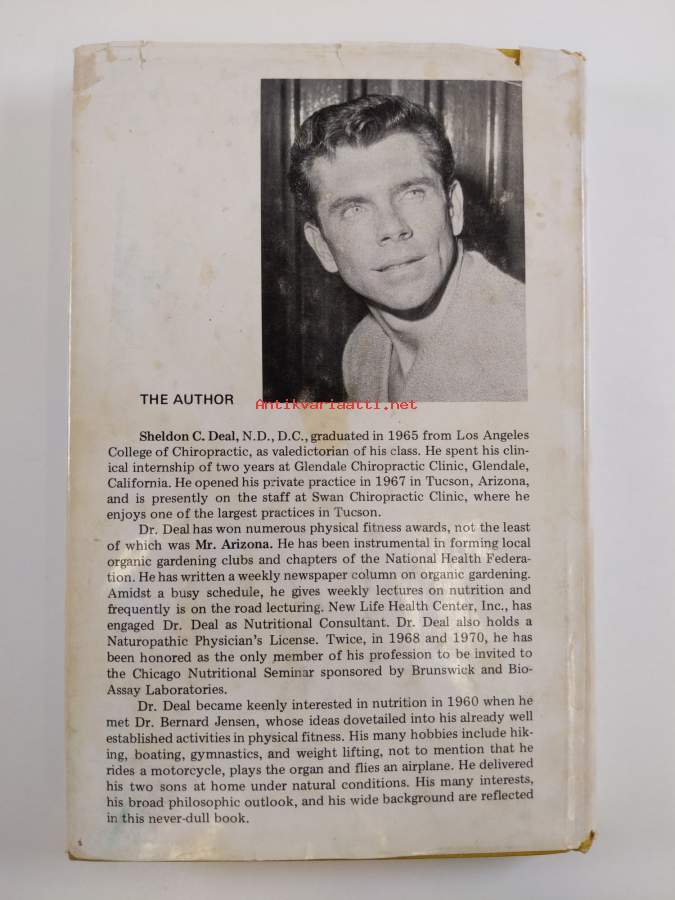 Antikvariaatti.net
THE AUTHOR
Sheldon C. Deal, N.D., D.C., graduated in 1965 from Los Angeles
College of Chiropractic, as valedictorian of his class. He spent his clin-
ical internship of two years at Glendale Chiropractic Clinic, Glendale,
California. He opened his private practice in 1967 in Tucson, Arizona,
and is presently on the staff at Swan Chiropractic Clinic, where he
enjoys one of the largest practices in Tucson.
Dr. Deal has won numerous physical fitness awards, not the least
of which was Mr. Arizona. He has been instrumental in forming local
organic gardening clubs and chapters of the National Health Federa-
tion. He has written a weekly newspaper column on organic gardening.
Amidst a busy schedule, he gives weekly lectures on nutrition and
frequently is on the road lecturing. New Life Health Center, Inc., has
engaged Dr. Deal as Nutritional Consultant. Dr. Deal also holds a
Naturopathic Physician's License. Twice, in 1968 and 1970, he has
been honored as the only member of his profession to be invited to
the Chicago Nutritional Seminar sponsored by Brunswick and Bio-
Assay Laboratories.
Dr. Deal became keenly interested in nutrition in 1960 when he
met Dr. Bernard Jensen, whose ideas dovetailed into his already well
established activities in physical fitness. His many hobbies include hik-
ing, boating, gymnastics, and weight lifting, not to mention that he
rides a motorcycle, plays the organ and flies an airplane. He delivered
his two sons at home under natural conditions. His many interests,
his broad philosophic outlook, and his wide background are reflected
in this never-dull book.